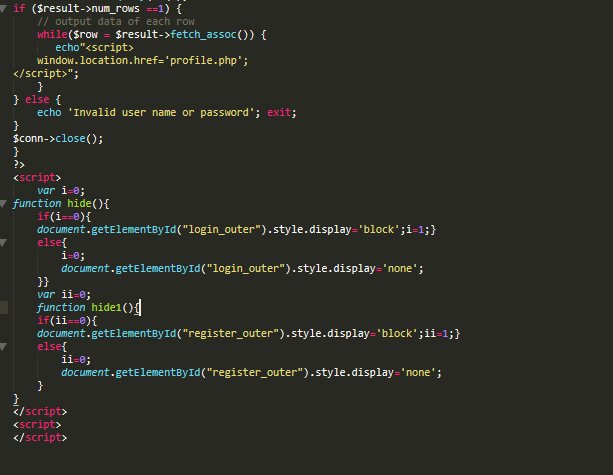 if ($result->num_rows ==1) {
// output data of each row
while($row = $result->fetch_assoc()) {
echo"<script>
window.location.href='profile.php';
</script>";
}
} else {
echo 'Invalid user name or password'; exit;
}
$conn->close();
}
?>
<script>
var i=0;
function hide(){
if(i==0){
document.getElementById("login_outer").style.display='block';i=1;}
else{
i=0;
document.getElementById("login_outer").style.display='none';
}}
var ii=0;
function hide1(){
if(ii==0){
document.getElementById("register_outer").style.display='block';ii=1;}
else{
ii=0;
document.getElementById("register_outer").style.display='none';
}
}
</script>
<script>
</script>